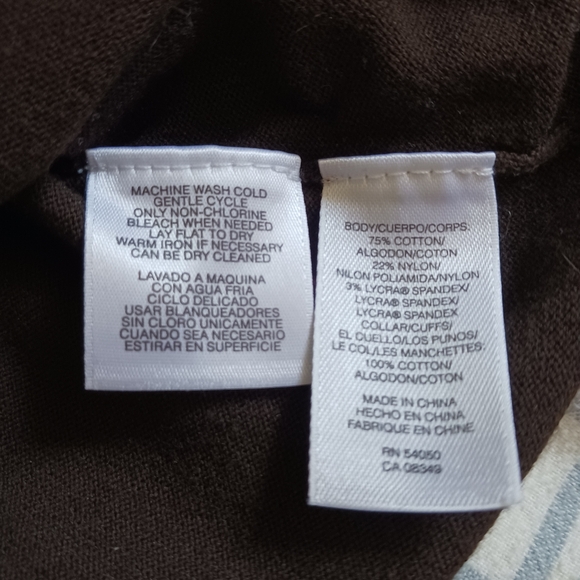 MACHINE WASH COLD
GENTLE CYCLE
ONLY NON-CHLORINE
BLEACH WHEN NEEDED
LAY FLAT TO DRY
WARM IRON IF NECESSARY
CAN BE DRY CLEANED
LAVADO A MAQUINA
CON AGUA FRIA
CICLO DELICADO
USAR BLANQUEADORES
SIN CLORO UNICAMENTE
CUANDO SEA NECESARIO
ESTIRAR EN SUPERFICIE
BODY/CUERPO/CORPS:
75% COTTON/
ALGODON/COTON
22% NYLON/
NILON POLIAMIDA/NYLON
3% LYCRA® SPANDEX/
LYCRA® SPANDEX/
LYCRA® SPANDEX
COLLAR/CUFFS/
EL CUELLO/LOS PUNOS/
LE COL/LES MANCHETTES:
100% COTTON/
ALGODON/COTON
MADE IN CHINA
HECHO EN CHINA
FABRIQUE EN CHINE
RN 54050
CA 08349